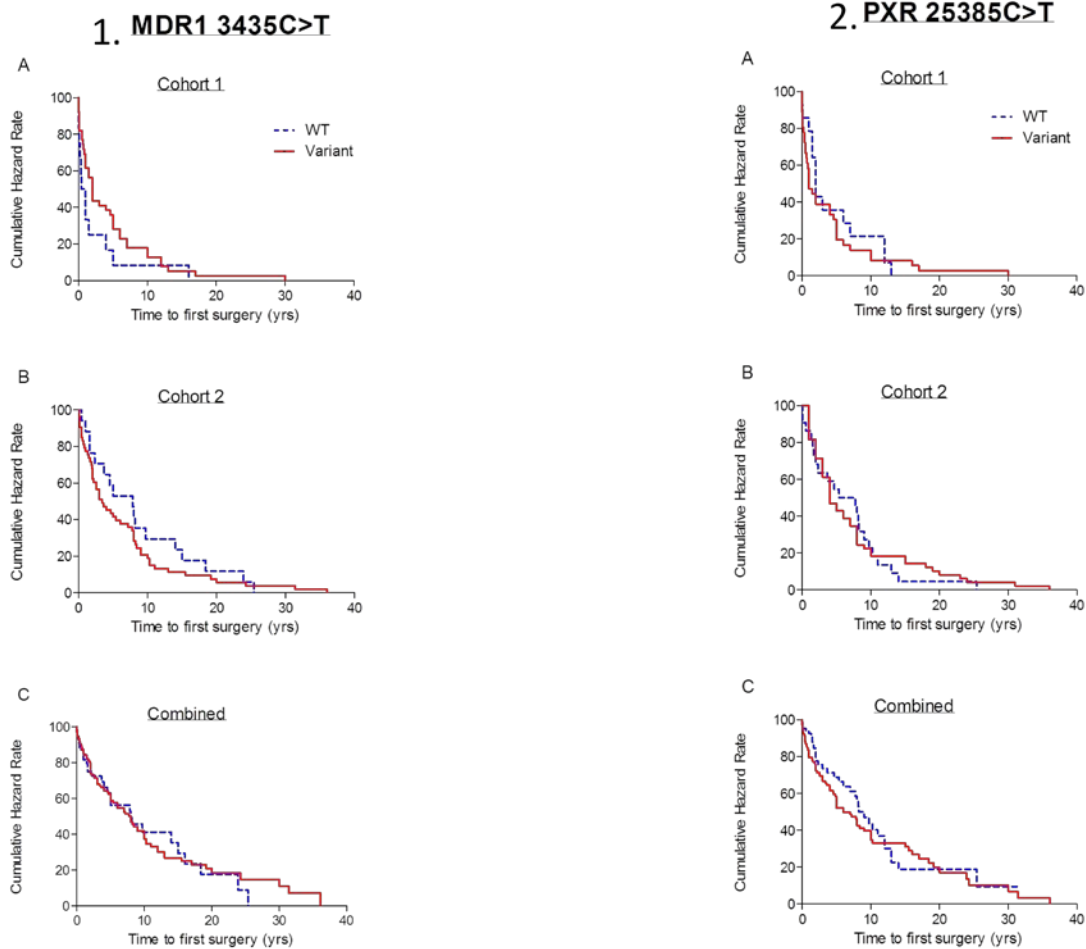 1. MDR1 3435C>T
A
Cohort 1
Cumulative Hazard Rate
100
80
60
40
20
0
WT
Variant
0 10 20 30 40
Time to first surgery (yrs)
B
Cohort 2
Cumulative Hazard Rate
100
80
60
40
20
0
0 10 20 30 40
Time to first surgery (yrs)
C
Combined
Cumulative Hazard Rate
100
80
60
40
20
0
0 10 20 30 40
Time to first surgery (yrs)
2. PXR 25385C>T
A
Cohort 1
Cumulative Hazard Rate
100
80
60
40
20
0
WT
Variant
0 10 20 30 40
Time to first surgery (yrs)
B
Cohort 2
Cumulative Hazard Rate
100
80
60
40
20
0
0 10 20 30 40
Time to first surgery (yrs)
C
Combined
Cumulative Hazard Rate
100
80
60
40
20
0
0 10 20 30 40
Time to first surgery (yrs)